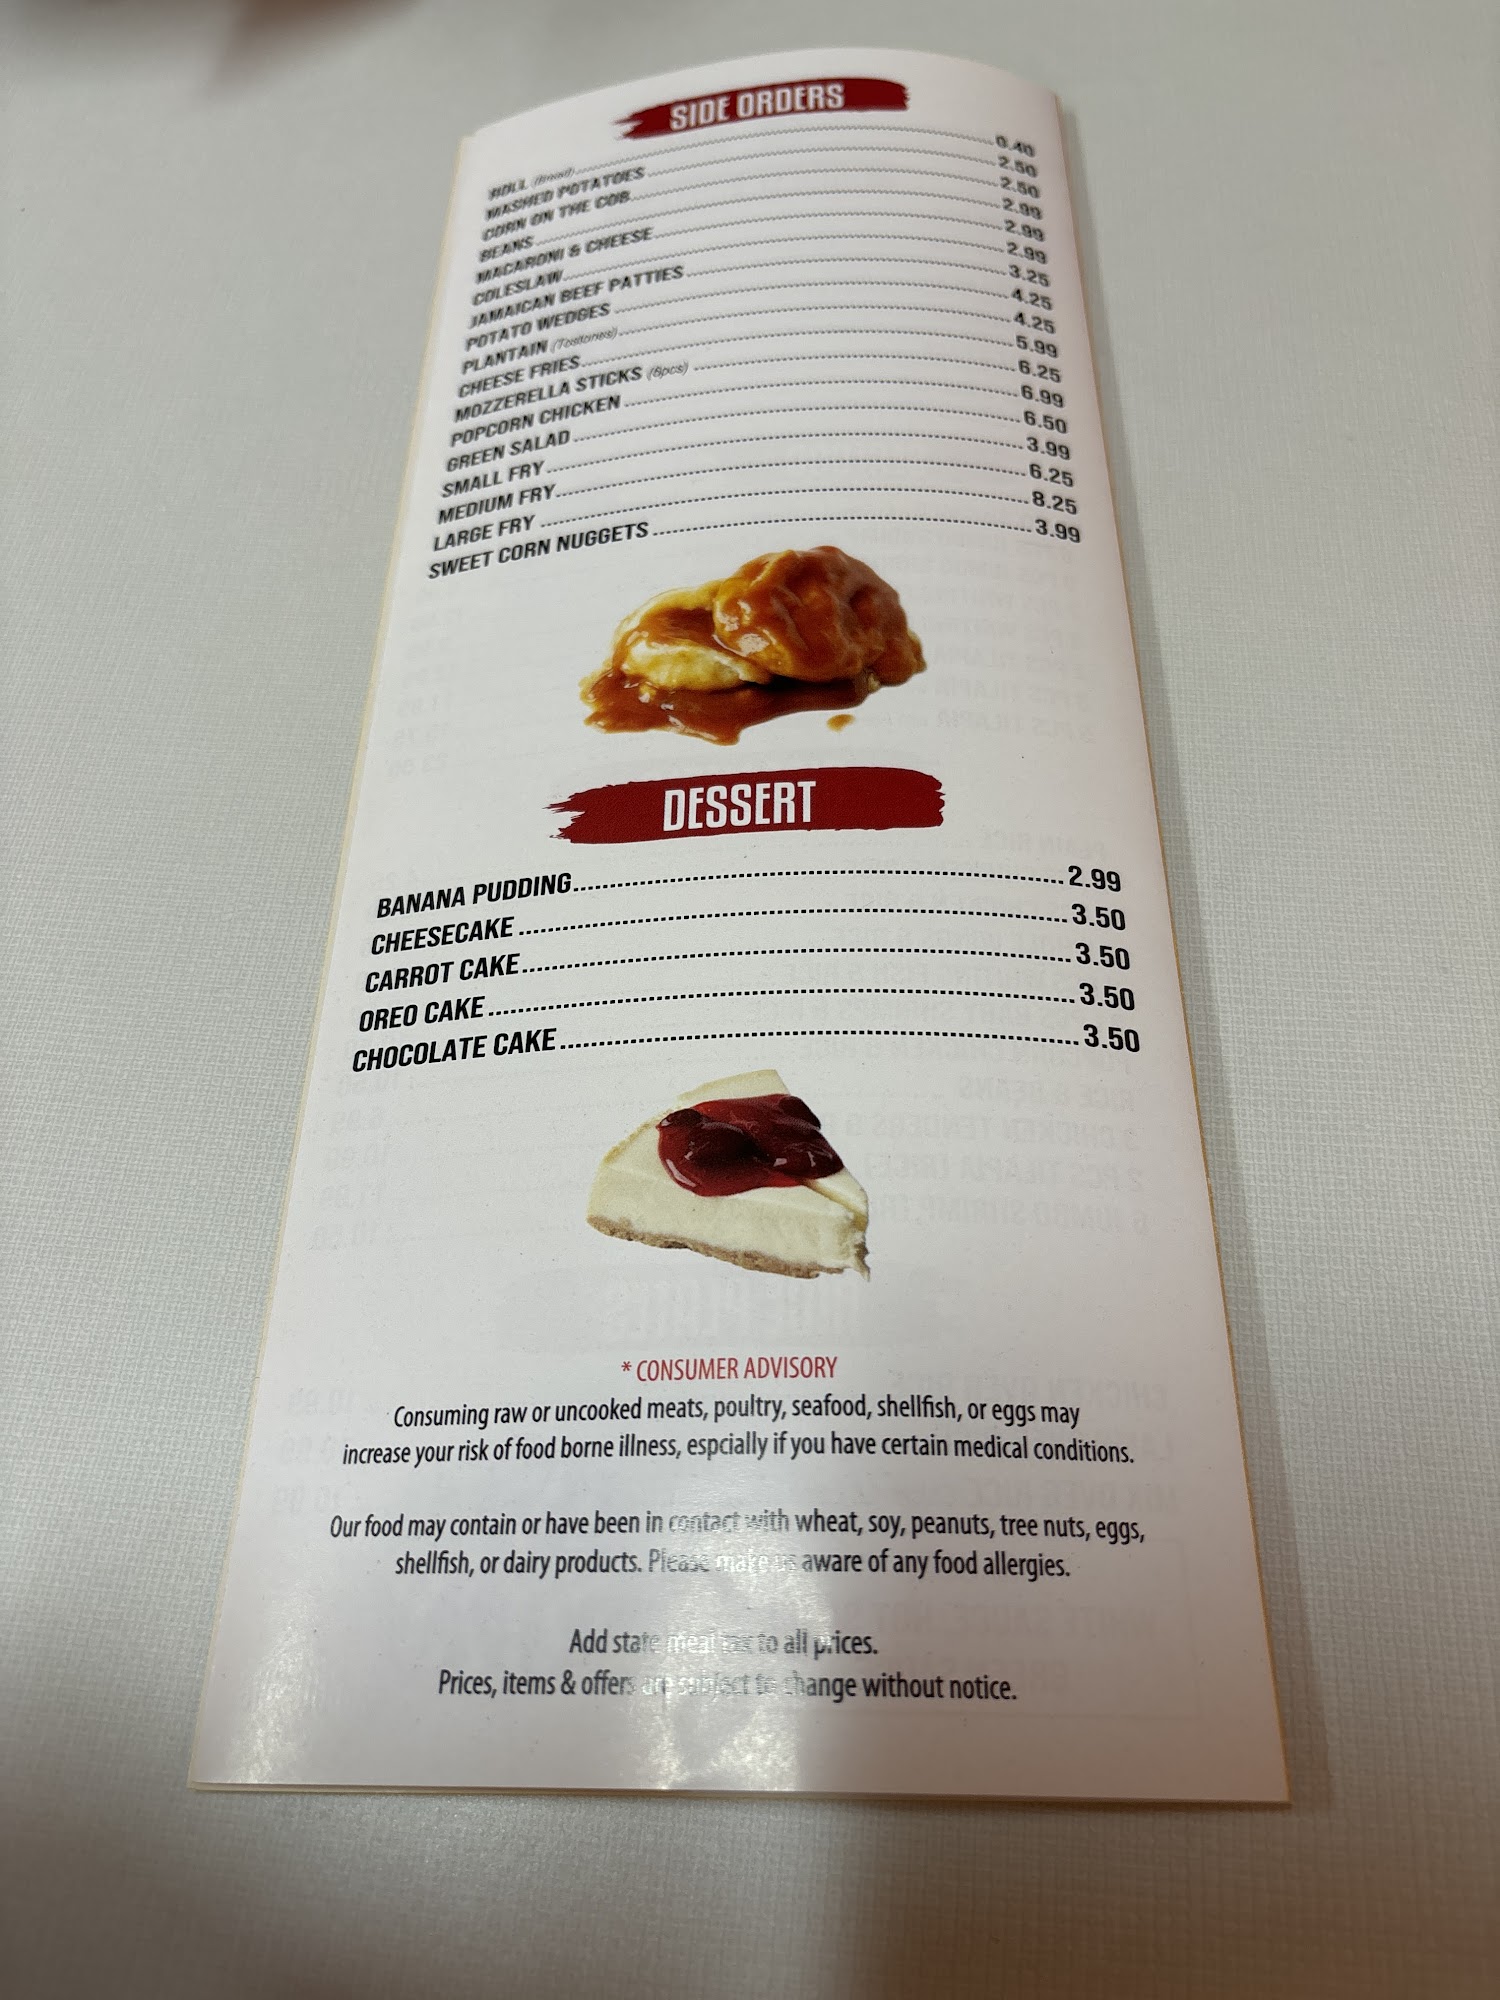 SIDE ORDERS
ROLL (Bread) 0.40
MASHED POTATOES 2.50
CORN ON THE COB 2.50
BEANS 2.99
MACARONI & CHEESE 2.99
COLESLAW 2.99
JAMAICAN BEEF PATTIES 3.25
POTATO WEDGES 4.25
PLANTAIN (Tostones) 4.25
CHEESE FRIES 5.99
MOZZERELLA STICKS (6pcs) 6.25
POPCORN CHICKEN 6.99
GREEN SALAD 6.50
SMALL FRY 3.99
MEDIUM FRY 6.25
LARGE FRY 8.25
SWEET CORN NUGGETS 3.99
DESSERT
BANANA PUDDING 2.99
CHEESECAKE 3.50
CARROT CAKE 3.50
OREO CAKE 3.50
CHOCOLATE CAKE 3.50
* CONSUMER ADVISORY
Consuming raw or uncooked meats, poultry, seafood, shellfish, or eggs may
increase your risk of food borne illness, espcially if you have certain medical conditions.
Our food may contain or have been in contact with wheat, soy, peanuts, tree nuts, eggs,
shellfish, or dairy products. Please make us aware of any food allergies.
Add state meal tax to all prices.
Prices, items & offers are subject to change without notice.